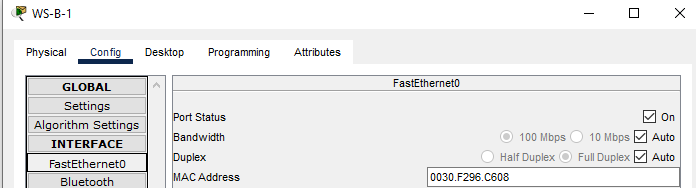 WS-B-1
Physical Config Desktop Programming Attributes
GLOBAL
Settings
Algorithm Settings
INTERFACE
FastEthernet0
Bluetooth
FastEthernet0
Port Status On
Bandwidth 100 Mbps 10 Mbps Auto
Duplex Half Duplex Full Duplex Auto
MAC Address 0030.F296.C608